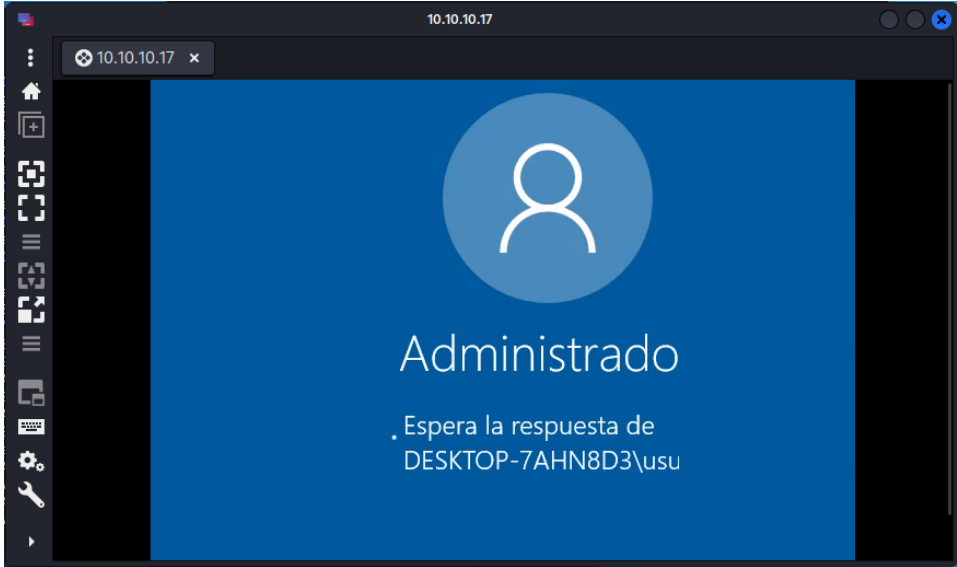 10.10.10.17
10.10.10.17
Administrado
Espera la respuesta de
DESKTOP-7AHN8D3\usu